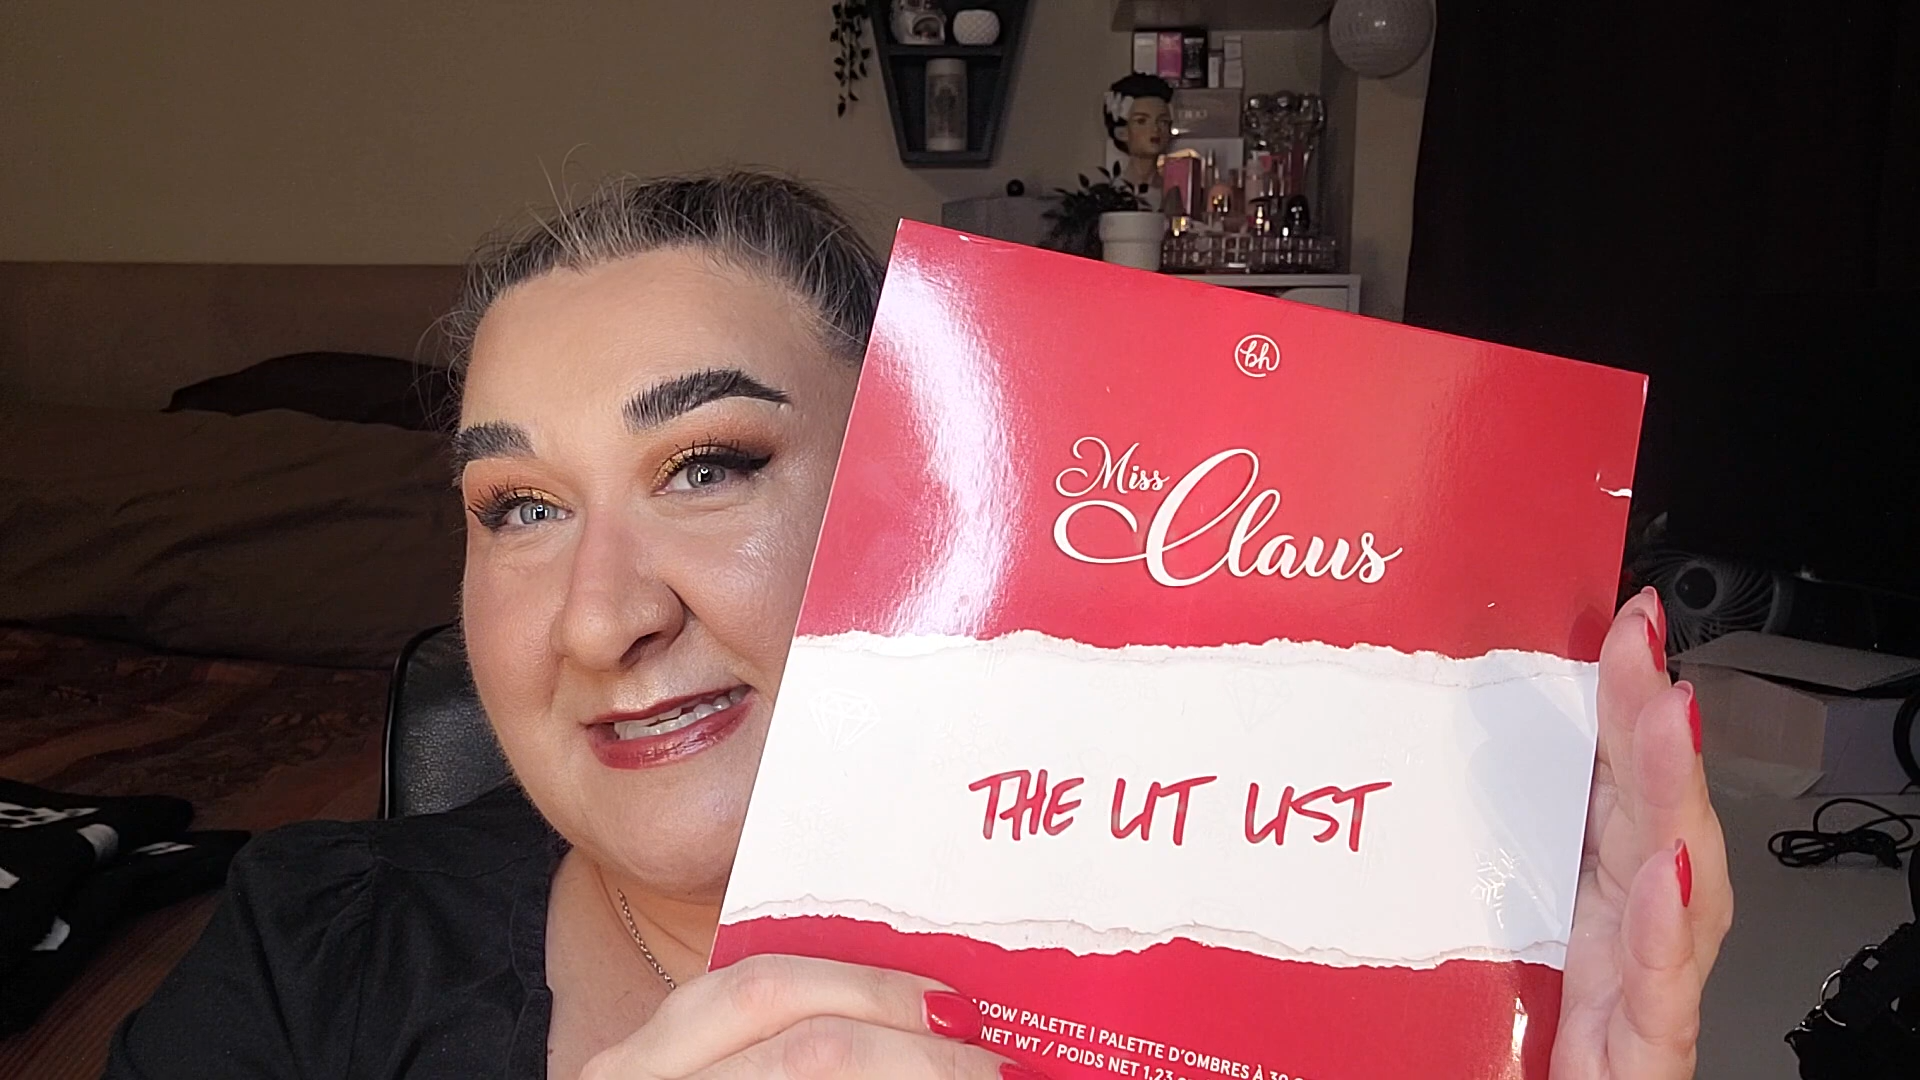 bh
Miss
Claus
THE LIT LIST
DOW PALETTE | PALETTE D'OMBRES À 30
NET WT / POIDS NET 1.23